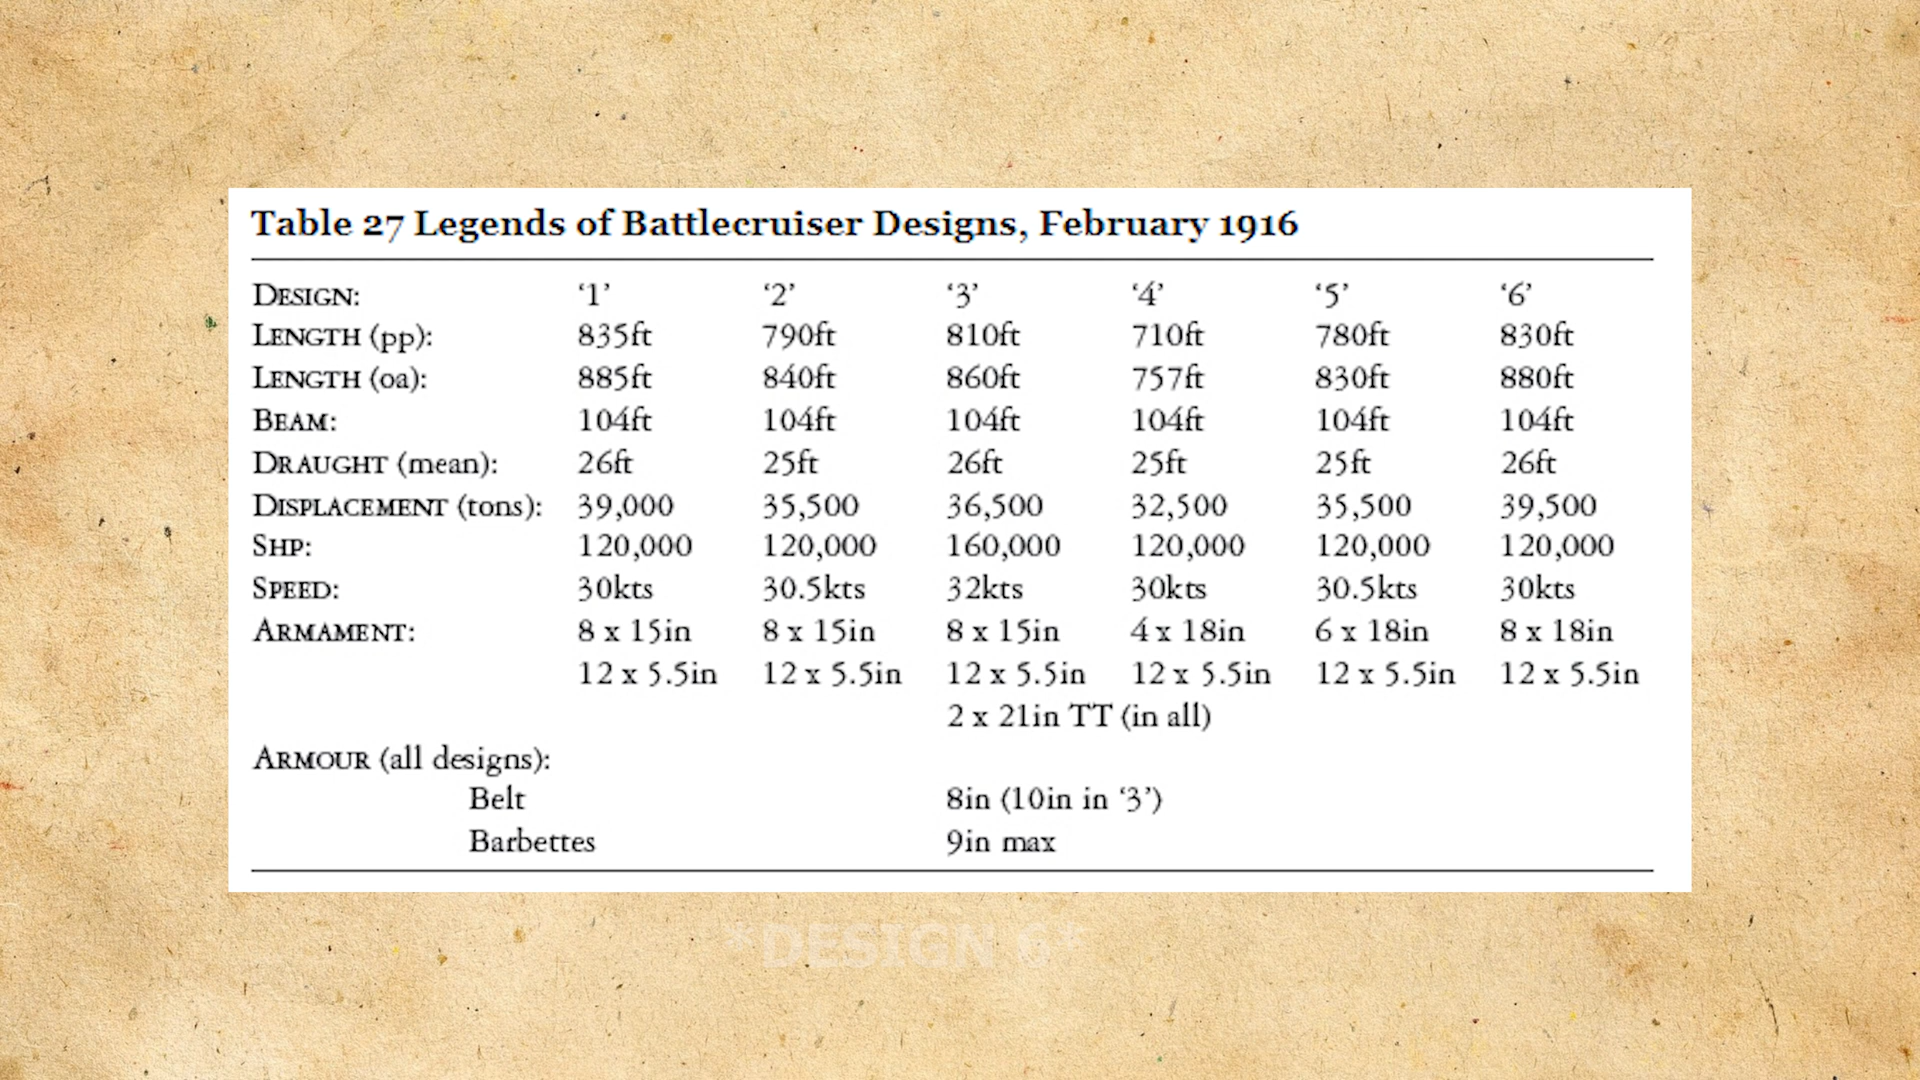 Table 27 Legends of Battlecruiser Designs, February 1916
DESIGN: ‘1’ ‘2’ ‘3’ ‘4’ ‘5’ ‘6’
LENGTH (pp): 835ft 790ft 810ft 710ft 780ft 830ft
LENGTH (oa): 885ft 840ft 860ft 757ft 830ft 880ft
BEAM: 104ft 104ft 104ft 104ft 104ft 104ft
DRAUGHT (mean): 26ft 25ft 26ft 25ft 25ft 26ft
DISPLACEMENT (tons): 39,000 35,500 36,500 32,500 35,500 39,500
SHP: 120,000 120,000 160,000 120,000 120,000 120,000
SPEED: 30kts 30.5kts 32kts 30kts 30.5kts 30kts
ARMAMENT: 8 x 15in 8 x 15in 8 x 15in 4 x 18in 6 x 18in 8 x 18in
12 x 5.5in 12 x 5.5in 12 x 5.5in 12 x 5.5in 12 x 5.5in 12 x 5.5in
2 x 21in TT (in all)
ARMOUR (all designs):
Belt 8in (10in in ‘3’)
Barbettes 9in max
*DESIGN 6*